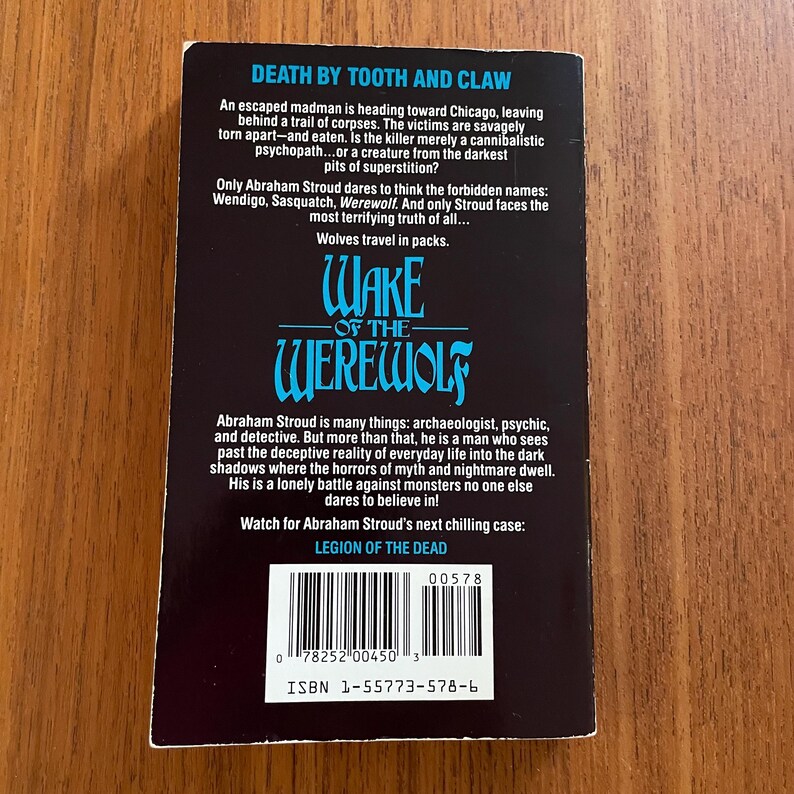 DEATH BY TOOTH AND CLAW
An escaped madman is heading toward Chicago, leaving
behind a trail of corpses. The victims are savagely
torn apart—and eaten. Is the killer merely a cannibalistic
psychopath...or a creature from the darkest
pits of superstition?
Only Abraham Stroud dares to think the forbidden names:
Wendigo, Sasquatch, Werewolf. And only Stroud faces the
most terrifying truth of all...
Wolves travel in packs.
WAKE
OF THE
WEREWOLF
Abraham Stroud is many things: archaeologist, psychic,
and detective. But more than that, he is a man who sees
past the deceptive reality of everyday life into the dark
shadows where the horrors of myth and nightmare dwell.
His is a lonely battle against monsters no one else
dares to believe in!
Watch for Abraham Stroud's next chilling case:
LEGION OF THE DEAD
00578
0 78252 00450 3
ISBN 1-55773-578-6